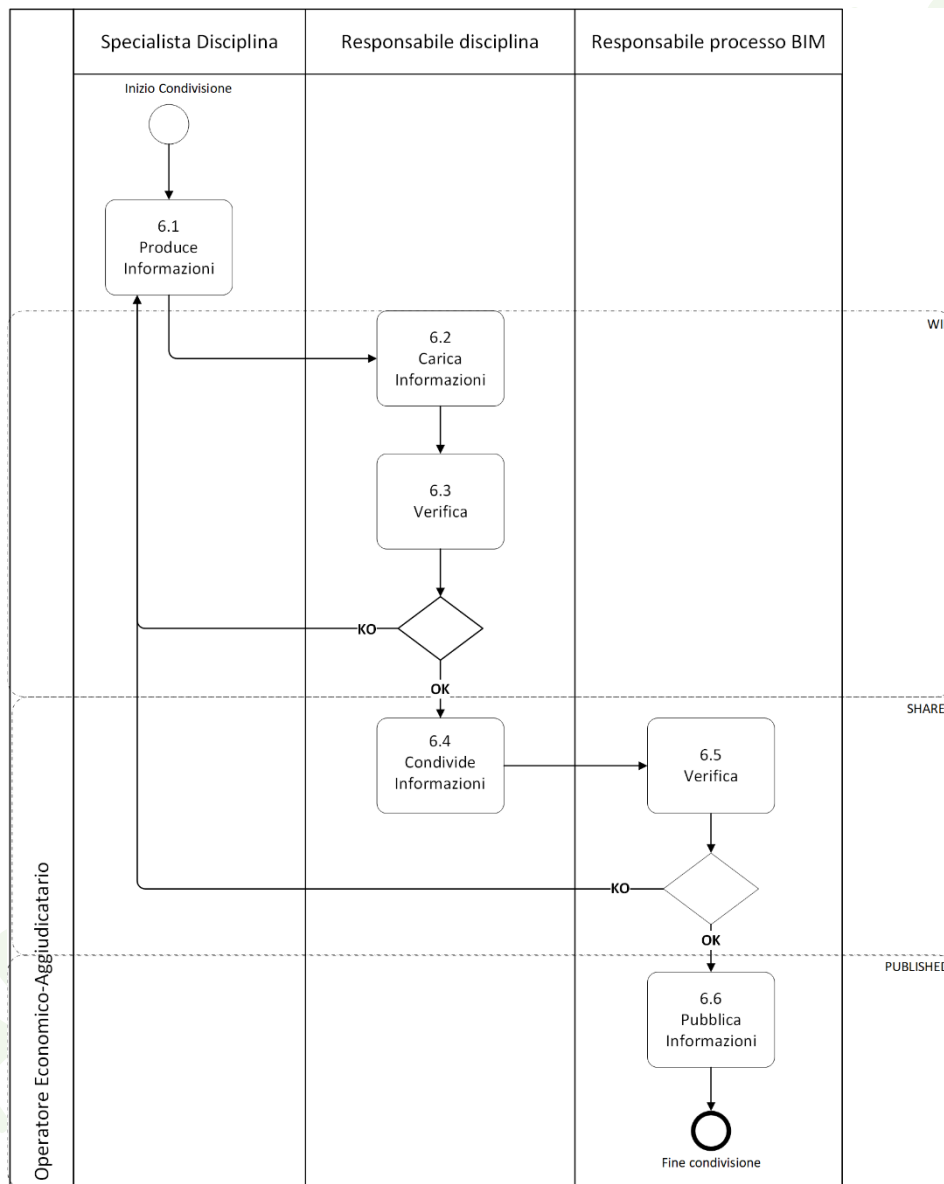 Specialista Disciplina
Responsabile disciplina
Responsabile processo BIM
Inizio Condivisione
6.1
Produce
Informazioni
WI
6.2
Carica
Informazioni
6.3
Verifica
KO
OK
SHARE
6.4
Condivide
Informazioni
6.5
Verifica
KO
OK
PUBLISHED
6.6
Pubblica
Informazioni
Fine condivisione
Operatore Economico-Aggiudicatario